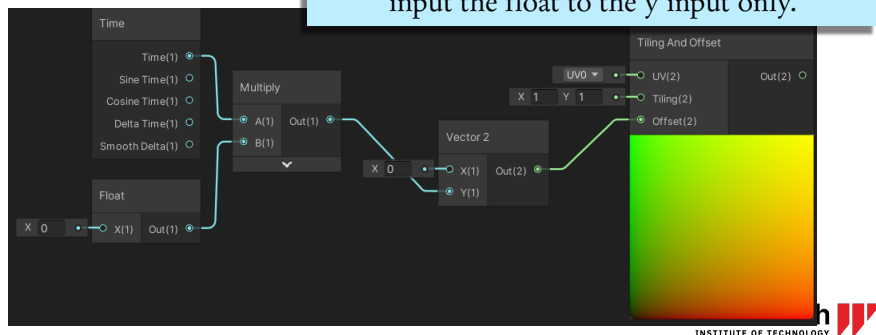 input the float to the y input only.
Time
Time(1)
Sine Time(1)
Cosine Time(1)
Delta Time(1)
Smooth Delta(1)
Multiply
A(1) Out(1)
B(1)
Float
X 0 X(1) Out(1)
Vector 2
X 0 X(1) Out(2)
Y(1)
Tiling And Offset
UV0 UV(2) Out(2)
X 1 Y 1 Tiling(2)
Offset(2)
h
INSTITUTE OF TECHNOLOGY